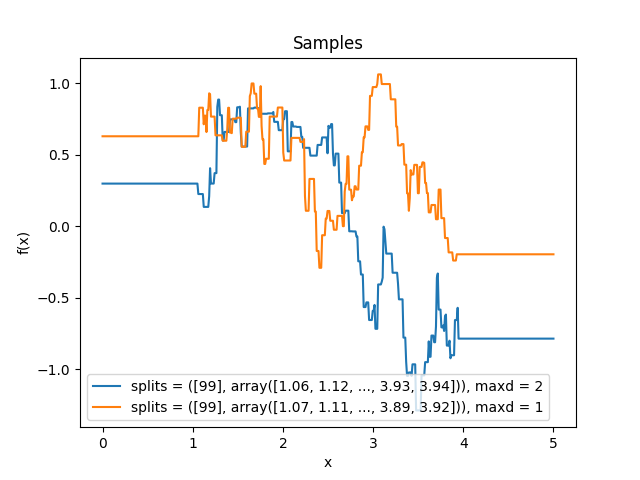 Samples
1.0
0.5
0.0
−0.5
−1.0
f(x)
splits = ([99], array([1.06, 1.12, ..., 3.93, 3.94])), maxd = 2
splits = ([99], array([1.07, 1.11, ..., 3.89, 3.92])), maxd = 1
0 1 2 3 4 5
x